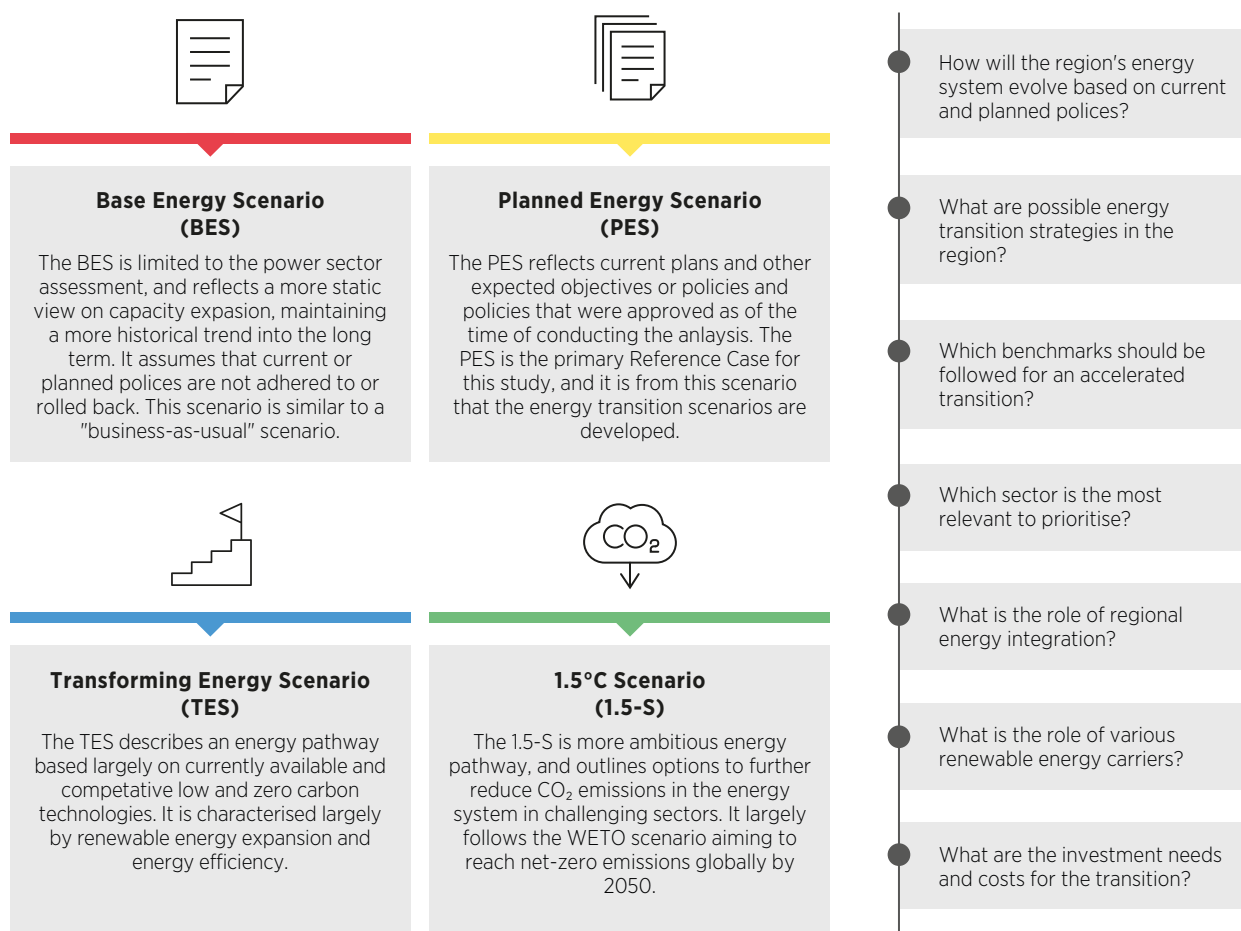 Base Energy Scenario
(BES)
The BES is limited to the power sector
assessment, and reflects a more static
view on capacity expasion, maintaining
a more historical trend into the long
term. It assumes that current or
planned polices are not adhered to or
rolled back. This scenario is similar to a
"business-as-usual" scenario.
Planned Energy Scenario
(PES)
The PES reflects current plans and other
expected objectives or policies and
policies that were approved as of the
time of conducting the anlaysis. The
PES is the primary Reference Case for
this study, and it is from this scenario
that the energy transition scenarios are
developed.
Transforming Energy Scenario
(TES)
The TES describes an energy pathway
based largely on currently available and
competative low and zero carbon
technologies. It is characterised largely
by renewable energy expansion and
energy efficiency.
CO₂
1.5°C Scenario
(1.5-S)
The 1.5-S is more ambitious energy
pathway, and outlines options to further
reduce CO₂ emissions in the energy
system in challenging sectors. It largely
follows the WETO scenario aiming to
reach net-zero emissions globally by
2050.
How will the region's energy
system evolve based on current
and planned polices?
What are possible energy
transition strategies in the
region?
Which benchmarks should be
followed for an accelerated
transition?
Which sector is the most
relevant to prioritise?
What is the role of regional
energy integration?
What is the role of various
renewable energy carriers?
What are the investment needs
and costs for the transition?